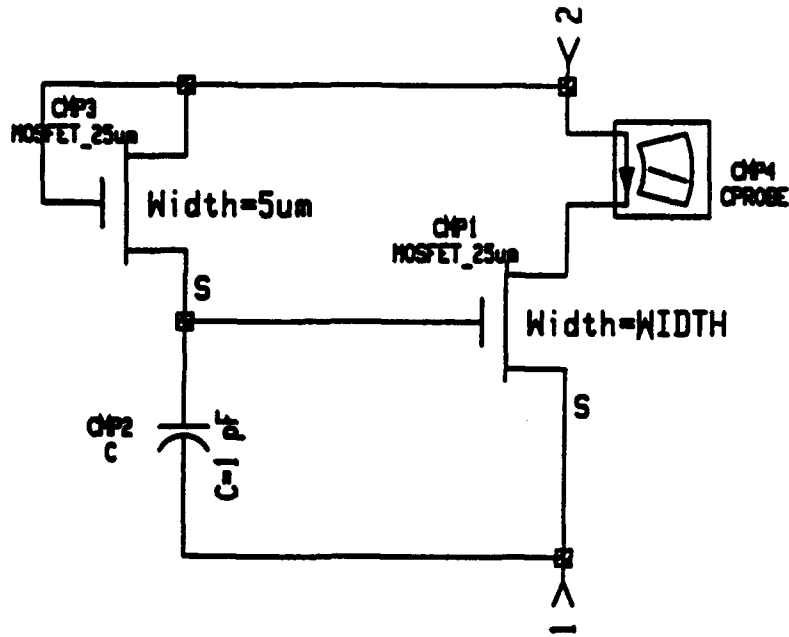 2
CMP3
MOSFET_25um
Width=5um
CMP4
CPROBE
CMP1
MOSFET_25um
S
Width=WIDTH
CMP2
C
C=1 pF
S
1